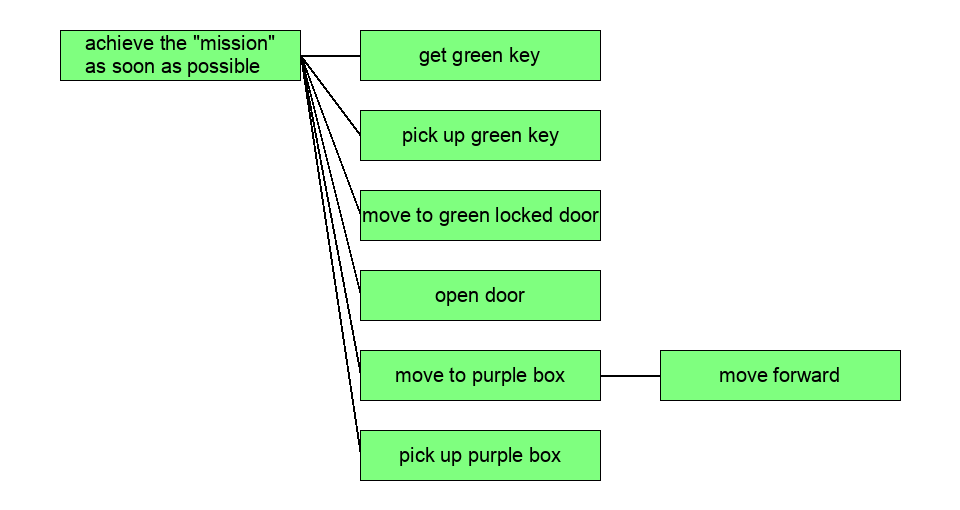 achieve the "mission"
as soon as possible
get green key
pick up green key
move to green locked door
open door
move to purple box
move forward
pick up purple box